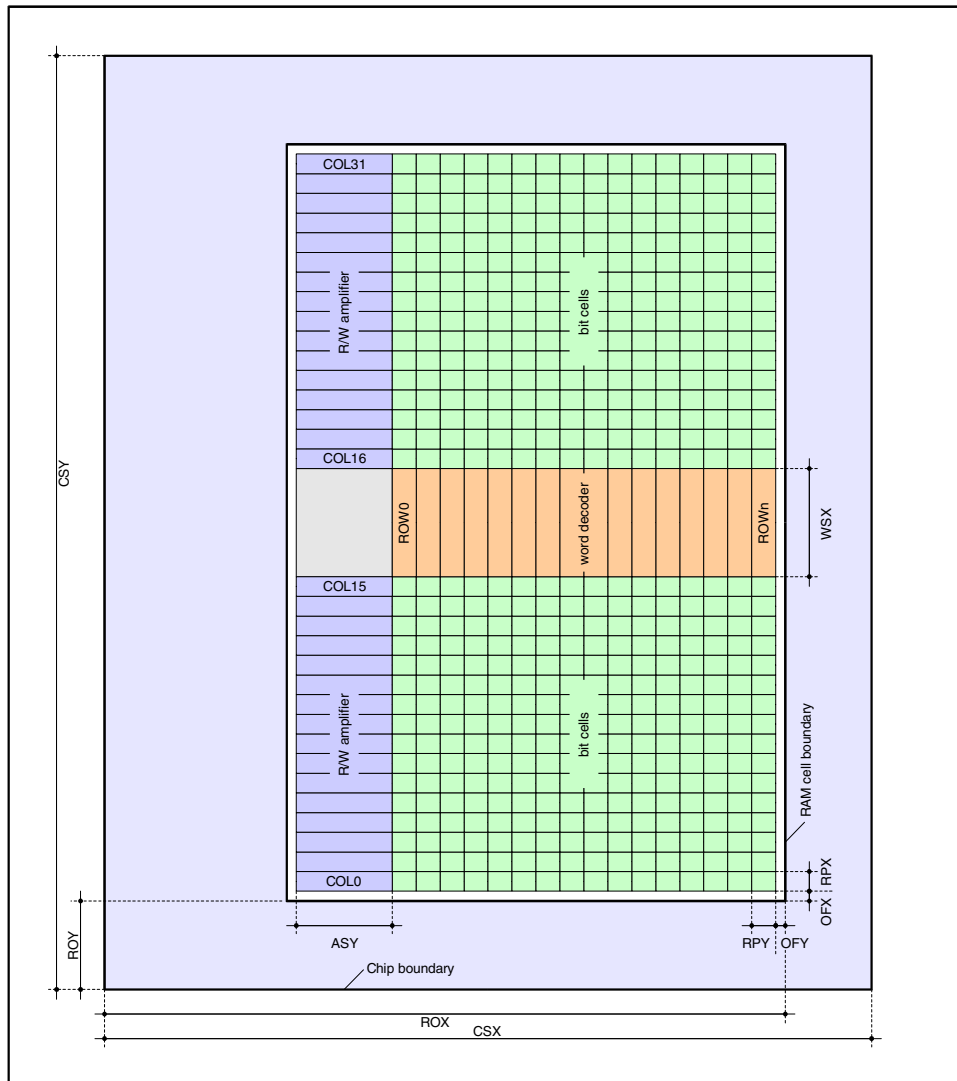 COL31
R/W amplifier
bit cells
COL16
CSY
ROW0
word decoder
ROWn
WSX
COL15
R/W amplifier
bit cells
RAM cell boundary
COL0
RPX
OFX
ROY
ASY
RPY
OFY
Chip boundary
ROX
CSX